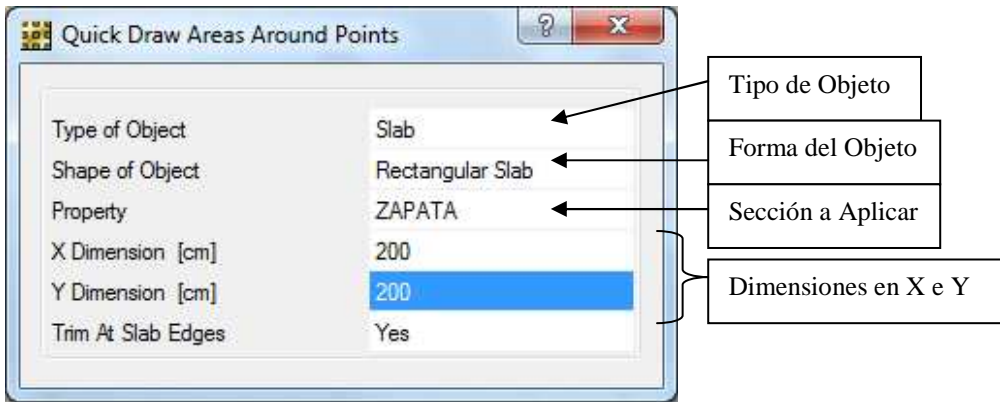 Quick Draw Areas Around Points
Type of Object Slab
Shape of Object Rectangular Slab
Property ZAPATA
X Dimension [cm] 200
Y Dimension [cm] 200
Trim At Slab Edges Yes
Tipo de Objeto
Forma del Objeto
Sección a Aplicar
Dimensiones en X e Y